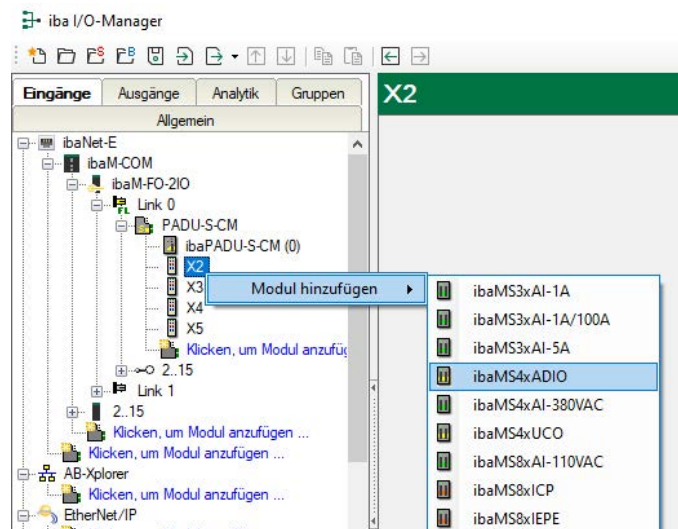 iba I/O-Manager
Eingänge Ausgänge Analytik Gruppen
Allgemein
X2
ibaNet-E
ibaM-COM
ibaM-FO-2IO
Link 0
PADU-S-CM
ibaPADU-S-CM (0)
X2
X3
X4
X5
Klicken, um Modul anzufüg
2..15
Link 1
2..15
Klicken, um Modul anzufügen ...
Klicken, um Modul anzufügen ...
AB-Xplorer
Klicken, um Modul anzufügen ...
EtherNet/IP
Modul hinzufügen
ibaMS3xAI-1A
ibaMS3xAI-1A/100A
ibaMS3xAI-5A
ibaMS4xADIO
ibaMS4xAI-380VAC
ibaMS4xUCO
ibaMS8xAI-110VAC
ibaMS8xICP
ibaMS8xIEPE